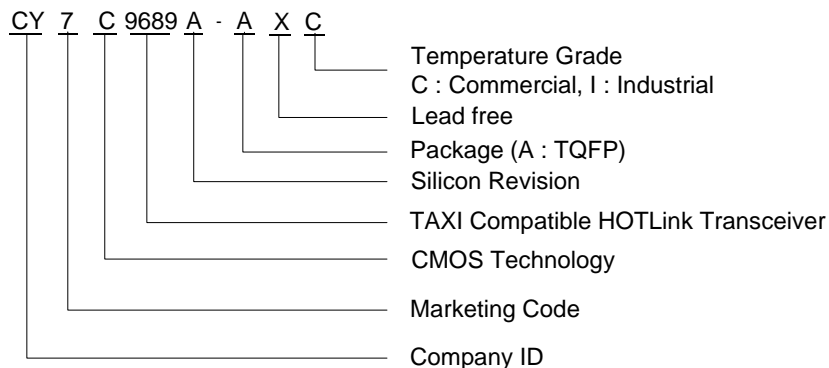 CY 7 C 9689 A - A X C
Temperature Grade
C : Commercial, I : Industrial
Lead free
Package (A : TQFP)
Silicon Revision
TAXI Compatible HOTLink Transceiver
CMOS Technology
Marketing Code
Company ID